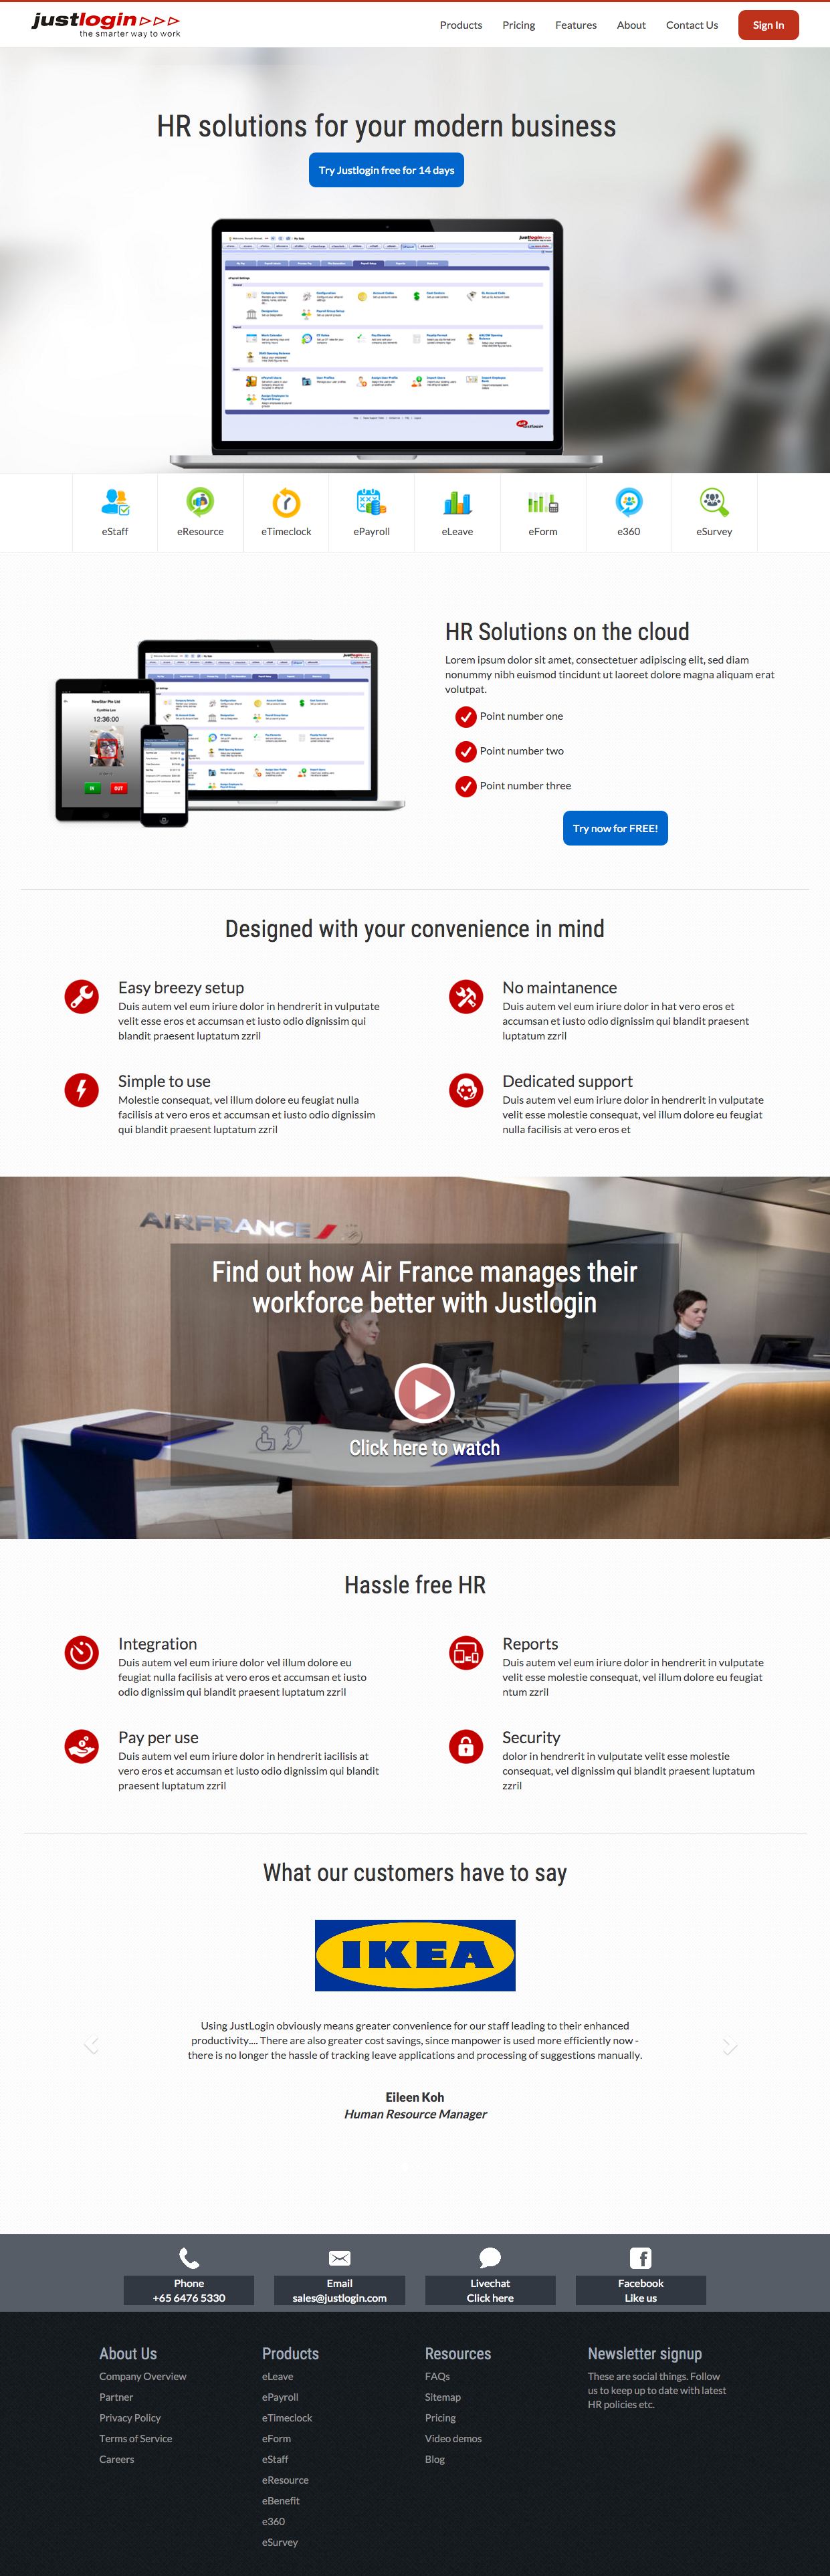 justlogin
the smarter way to work
Products Pricing Features About Contact Us Sign In
HR solutions for your modern business
Try Justlogin free for 14 days
justlogin
eStaff eResource eTimeclock ePayroll eLeave eForm e360 eSurvey
HR Solutions on the cloud
Lorem ipsum dolor sit amet, consectetuer adipiscing elit, sed diam
nonummy nibh euismod tincidunt ut laoreet dolore magna aliquam erat
volutpat.
Point number one
Point number two
Point number three
Try now for FREE!
NewStar Pte Ltd
Cynthia Lee
12:36:00
IN OUT
Designed with your convenience in mind
Easy breezy setup
Duis autem vel eum iriure dolor in hendrerit in vulputate
velit esse eros et accumsan et iusto odio dignissim qui
blandit praesent luptatum zzril
No maintanence
Duis autem vel eum iriure dolor in hat vero eros et
accumsan et iusto odio dignissim qui blandit praesent
luptatum zzril
Simple to use
Molestie consequat, vel illum dolore eu feugiat nulla
facilisis at vero eros et accumsan et iusto odio dignissim
qui blandit praesent luptatum zzril
Dedicated support
Duis autem vel eum iriure dolor in hendrerit in vulputate
velit esse molestie consequat, vel illum dolore eu feugiat
nulla facilisis at vero eros et
AIRFRANCE
Find out how Air France manages their
workforce better with Justlogin
Click here to watch
Hassle free HR
Integration
Duis autem vel eum iriure dolor vel illum dolore eu
feugiat nulla facilisis at vero eros et accumsan et iusto
odio dignissim qui blandit praesent luptatum zzril
Reports
Duis autem vel eum iriure dolor in hendrerit in vulputate
velit esse molestie consequat, vel illum dolore eu feugiat
ntum zzril
Pay per use
Duis autem vel eum iriure dolor in hendrerit iacilisis at
vero eros et accumsan et iusto odio dignissim qui blandit
praesent luptatum zzril
Security
dolor in hendrerit in vulputate velit esse molestie
consequat, vel dignissim qui blandit praesent luptatum
zzril
What our customers have to say
IKEA
Using JustLogin obviously means greater convenience for our staff leading to their enhanced
productivity.... There are also greater cost savings, since manpower is used more efficiently now -
there is no longer the hassle of tracking leave applications and processing of suggestions manually.
Eileen Koh
Human Resource Manager
Phone
+65 6476 5330
Email
sales@justlogin.com
Livechat
Click here
Facebook
Like us
About Us
Company Overview
Partner
Privacy Policy
Terms of Service
Careers
Products
eLeave
ePayroll
eTimeclock
eForm
eStaff
eResource
eBenefit
e360
eSurvey
Resources
FAQs
Sitemap
Pricing
Video demos
Blog
Newsletter signup
These are social things. Follow
us to keep up to date with latest
HR policies etc.